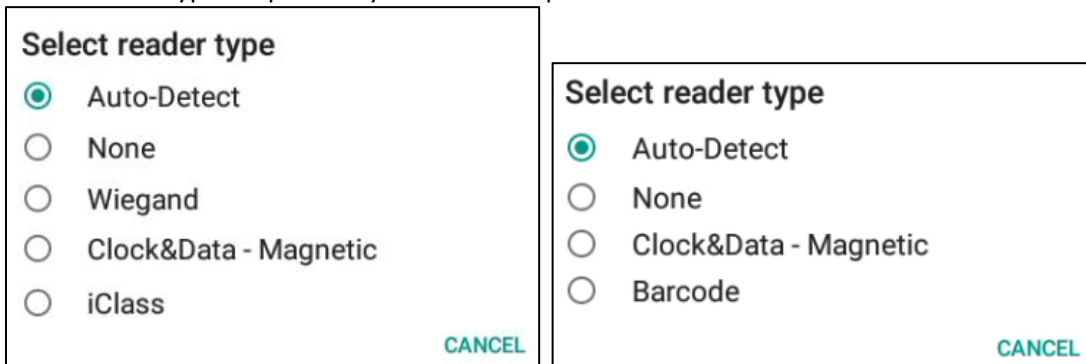 Select reader type
Auto-Detect
None
Wiegand
Clock&Data - Magnetic
iClass
CANCEL
Select reader type
Auto-Detect
None
Clock&Data - Magnetic
Barcode
CANCEL